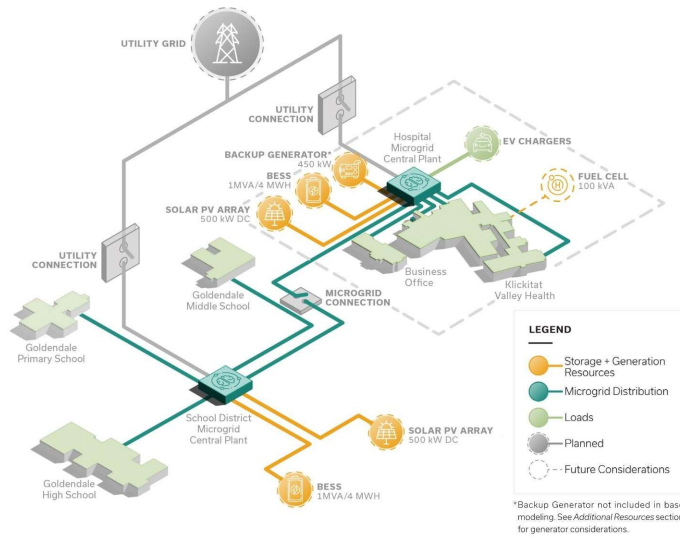 UTILITY GRID
UTILITY
CONNECTION
Hospital
Microgrid
Central Plant
EV CHARGERS
BACKUP GENERATOR*
450 kW
BESS
1MVA/4 MWH
FUEL CELL
100 kVA
SOLAR PV ARRAY
500 kW DC
UTILITY
CONNECTION
Goldendale
Middle School
MICROGRID
CONNECTION
Business
Office
Klickitat
Valley Health
Goldendale
Primary School
School District
Microgrid
Central Plant
SOLAR PV ARRAY
500 kW DC
Goldendale
High School
BESS
1MVA/4 MWH
LEGEND
Storage + Generation
Resources
Microgrid Distribution
Loads
Planned
Future Considerations
*Backup Generator not included in base
modeling. See Additional Resources section
for generator considerations.